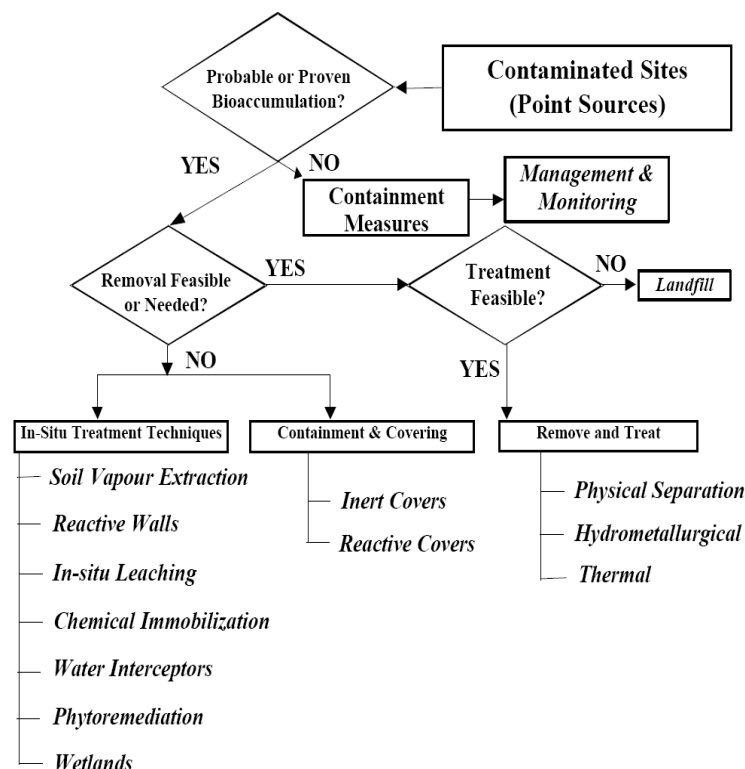 Probable or Proven
Bioaccumulation?
Contaminated Sites
(Point Sources)
YES
NO
Containment
Measures
Management &
Monitoring
Removal Feasible
or Needed?
YES
Treatment
Feasible?
NO
Landfill
NO
YES
In-Situ Treatment Techniques
Containment & Covering
Remove and Treat
Soil Vapour Extraction
Reactive Walls
In-situ Leaching
Chemical Immobilization
Water Interceptors
Phytoremediation
Wetlands
Inert Covers
Reactive Covers
Physical Separation
Hydrometallurgical
Thermal